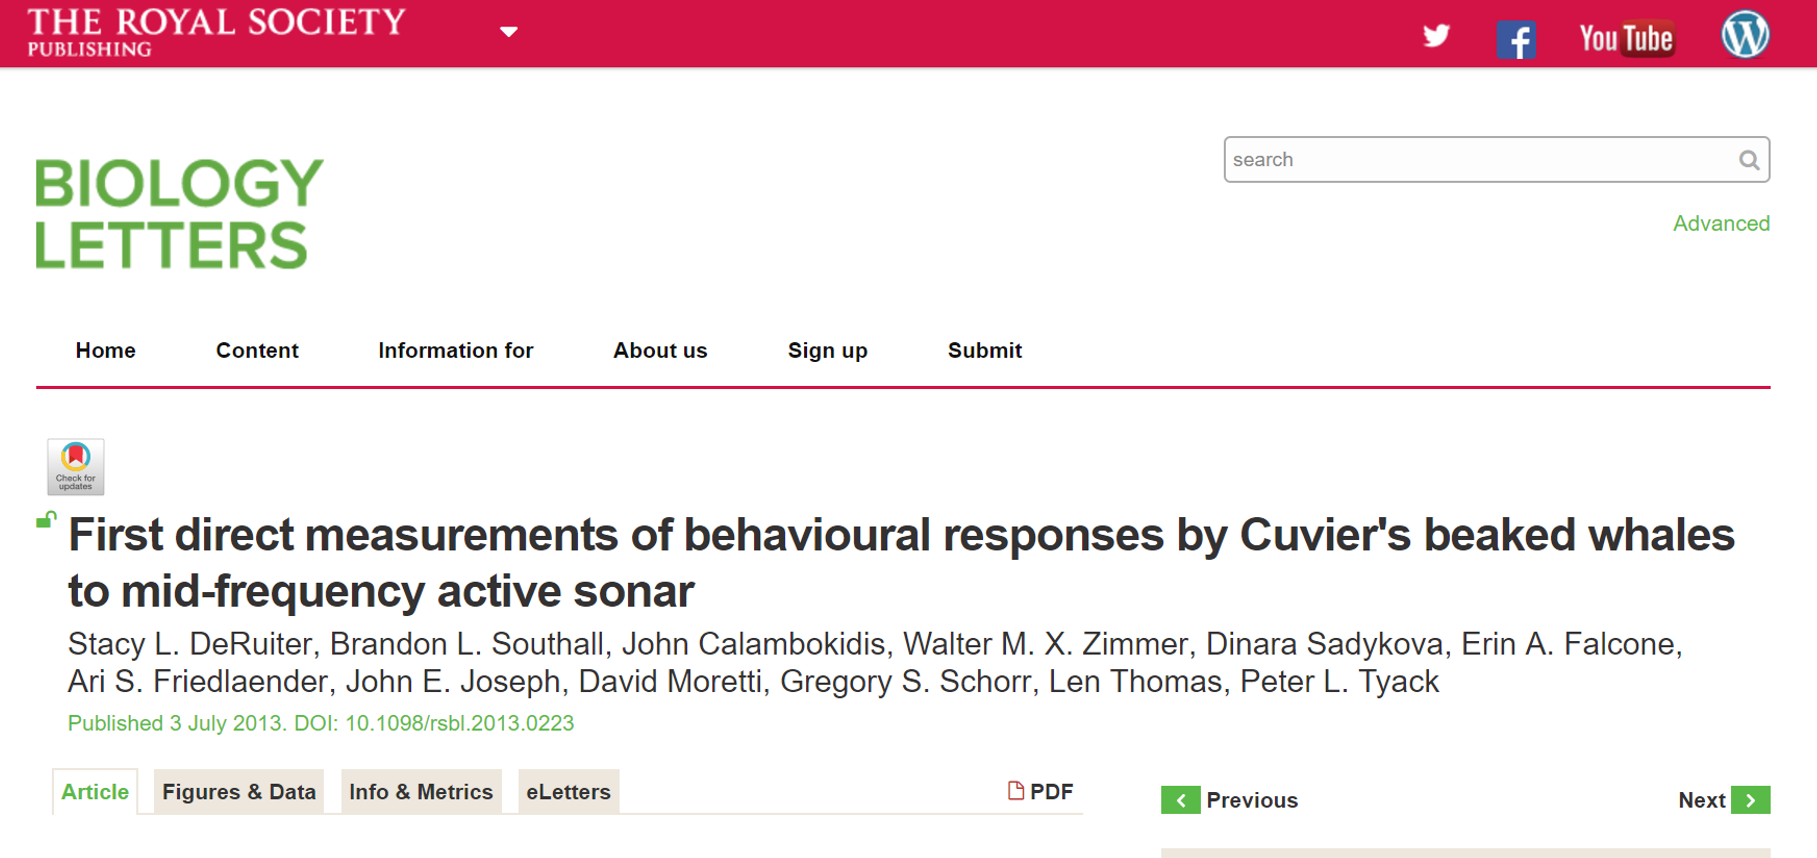 THE ROYAL SOCIETY
PUBLISHING
You Tube
BIOLOGY
LETTERS
search
Advanced
Home Content Information for About us Sign up Submit
Check for
updates
First direct measurements of behavioural responses by Cuvier's beaked whales
to mid-frequency active sonar
Stacy L. DeRuiter, Brandon L. Southall, John Calambokidis, Walter M. X. Zimmer, Dinara Sadykova, Erin A. Falcone,
Ari S. Friedlaender, John E. Joseph, David Moretti, Gregory S. Schorr, Len Thomas, Peter L. Tyack
Published 3 July 2013. DOI: 10.1098/rsbl.2013.0223
Article Figures & Data Info & Metrics eLetters PDF
Previous Next